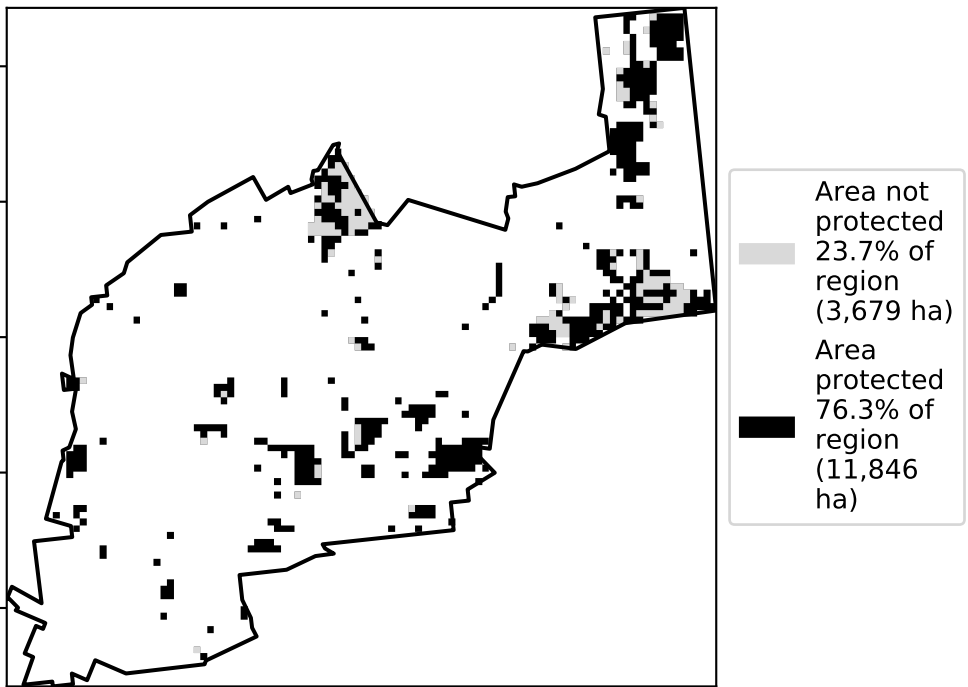 Area not
protected
23.7% of
region
(3,679 ha)
Area
protected
76.3% of
region
(11,846
ha)